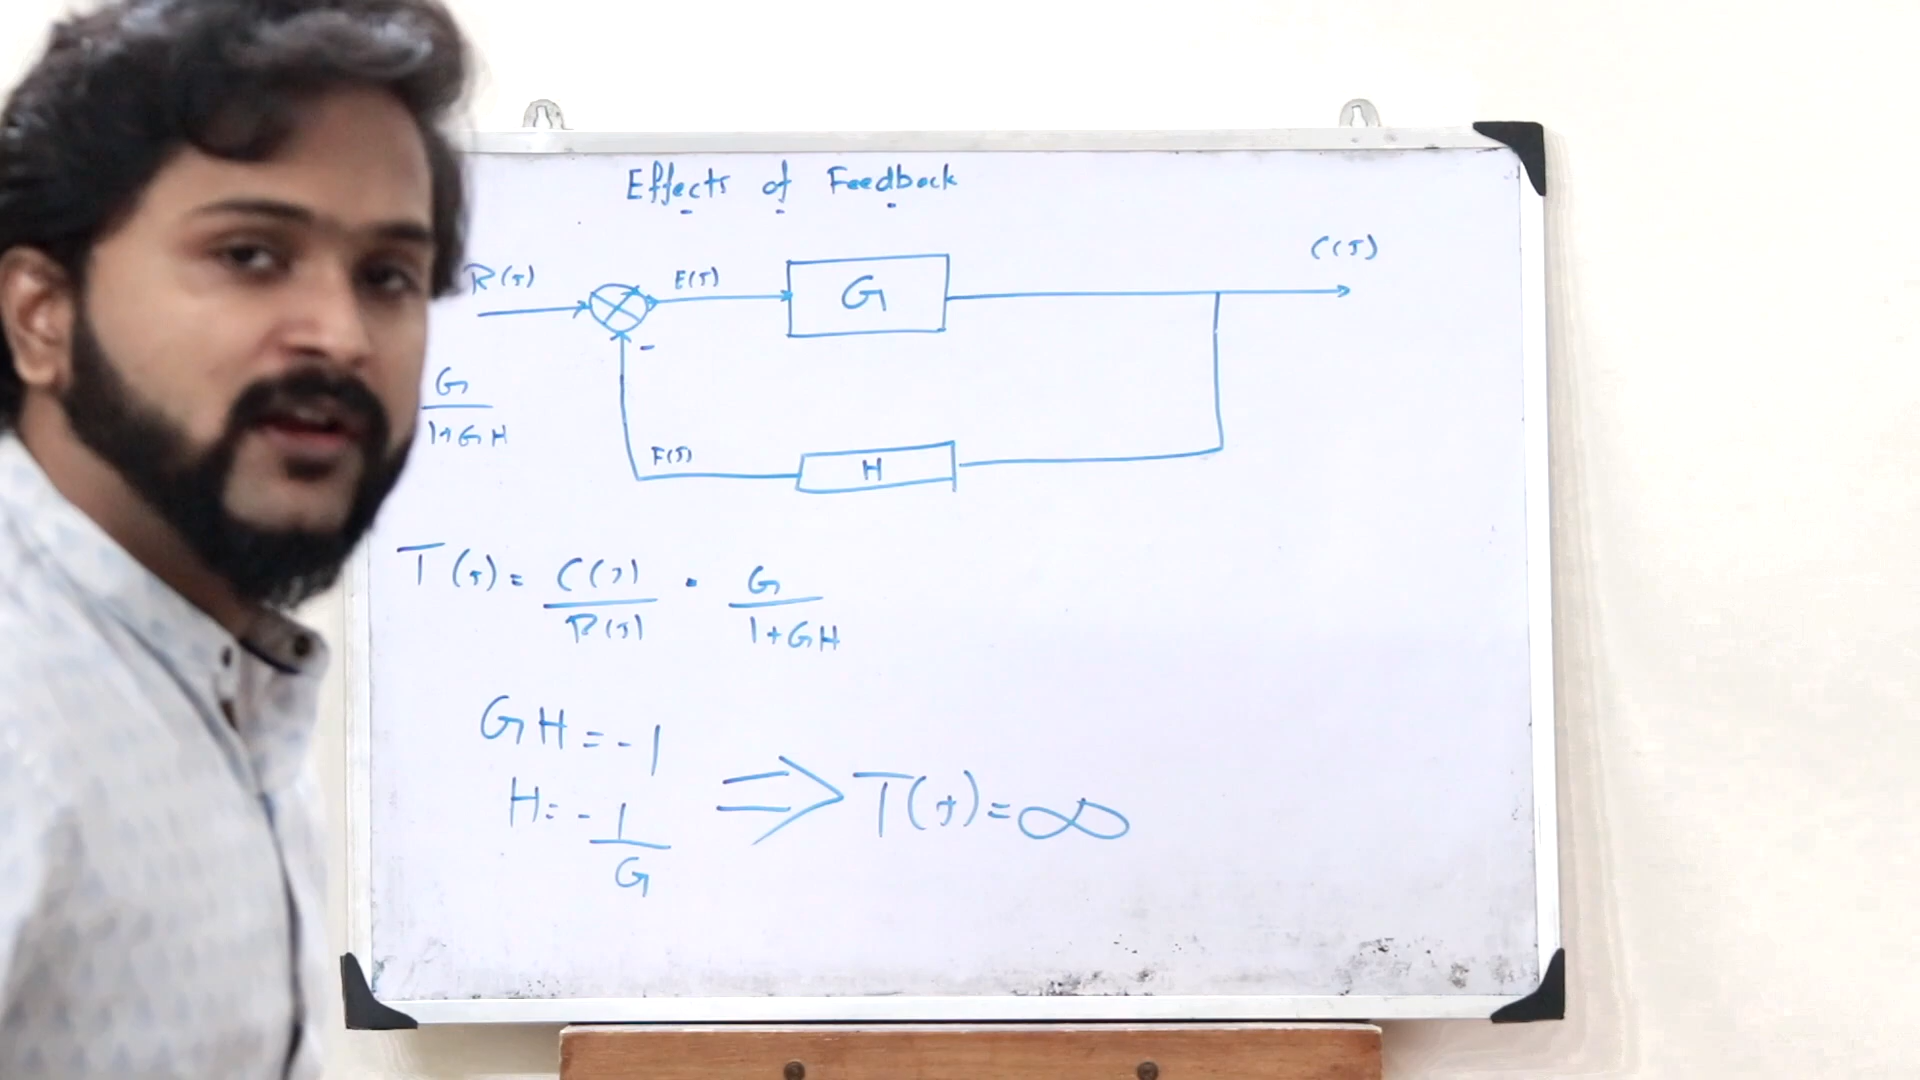 Effects of Feedback
R(s) E(s) G C(s)
-
G
1+GH
F(s) H
T(s) = C(s) = G
R(s) 1+GH
GH = -1
H = -1 ⇒ T(s) = ∞
G